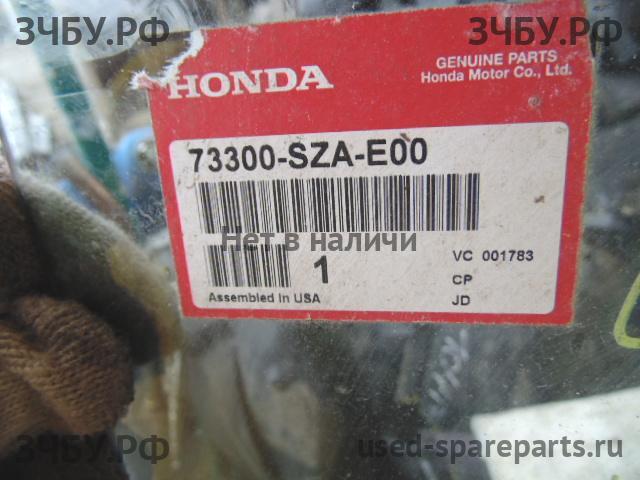 ЗЧБУ.РФ
ЗЧБУ.РФ
HONDA
GENUINE PARTS
Honda Motor Co., Ltd.
73300-SZA-E00
Нет в наличи
1
VC 001783
CP
JD
Assembled In USA
ЗЧБУ.РФ
used-spareparts.ru